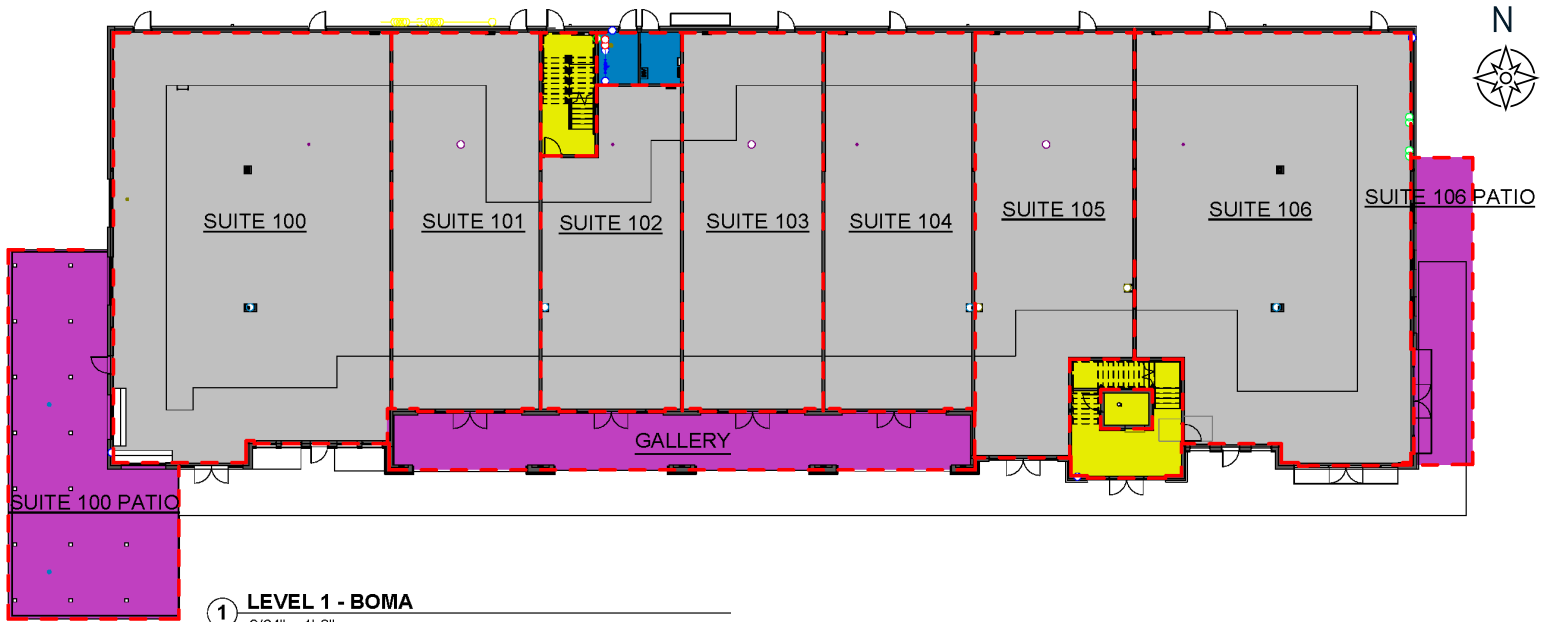 N
SUITE 106 PATIO
SUITE 100
SUITE 101
SUITE 102
SUITE 103
SUITE 104
SUITE 105
SUITE 106
GALLERY
SUITE 100 PATIO
1
LEVEL 1 - BOMA